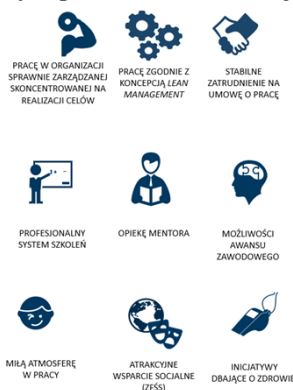 PRACĘ W ORGANIZACJI
SPRAWNIE ZARZĄDZANEJ
SKONCENTROWANEJ NA
REALIZACJI CELÓW
PRACĘ ZGODNIE Z
KONCEPCJĄ LEAN
MANAGEMENT
STABILNE
ZATRUDNIENIE NA
UMOWĘ O PRACĘ
PROFESJONALNY
SYSTEM SZKOLEŃ
OPIEKĘ MENTORA
MOŻLIWOŚCI
AWANSU
ZAWODOWEGO
MIŁĄ ATMOSFERĘ
W PRACY
ATRAKCYJNE
WSPARCIE SOCJALNE
(ZFŚS)
INICJATYWY
DBAJĄCE O ZDROWIE